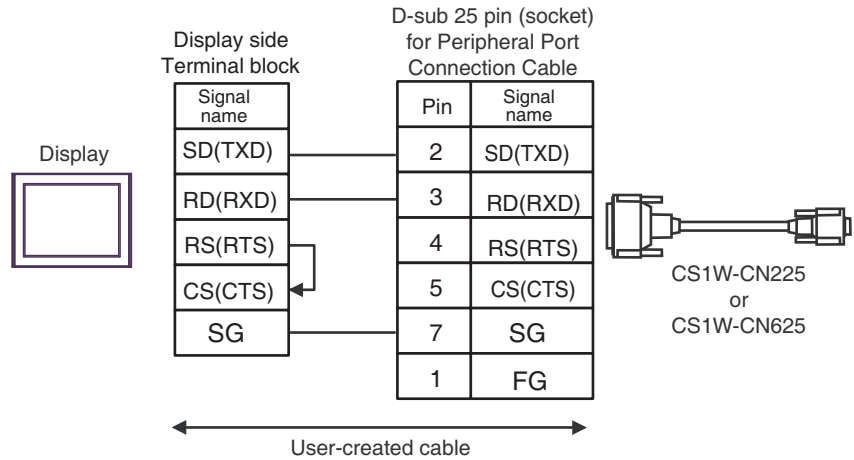 D-sub 25 pin (socket)
for Peripheral Port
Connection Cable
Display side
Terminal block
Signal
name
Pin
Signal
name
Display
SD(TXD)
2
SD(TXD)
RD(RXD)
3
RD(RXD)
RS(RTS)
4
RS(RTS)
CS(CTS)
5
CS(CTS)
SG
7
SG
1
FG
CS1W-CN225
or
CS1W-CN625
User-created cable